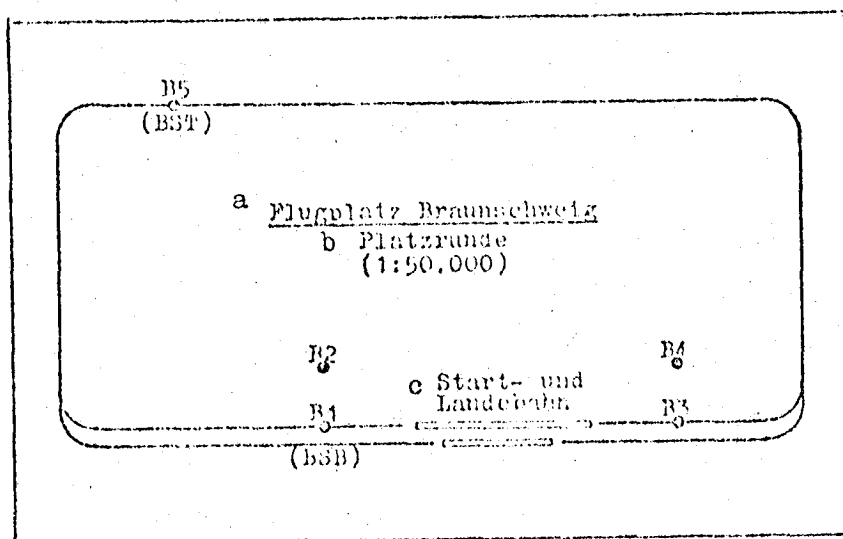 B5
(BST)
a Flugplatz Braunschweig
b Platzrunde
(1:50.000)
B2
B4
c Start- und
Landebahn
B1
B3
(BSB)